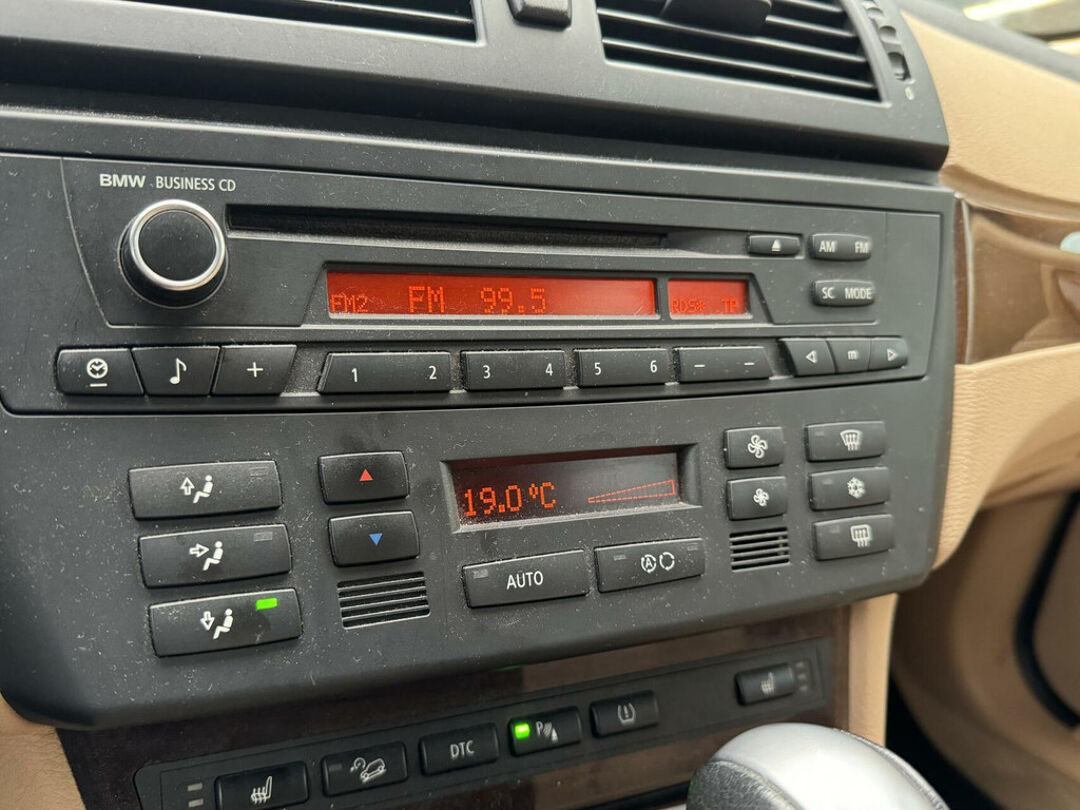 BMW BUSINESS CD
AM FM
FM2 FM 99.5 RDS* TP
SC MODE
1 2 3 4 5 6 m
19.0°C
AUTO A
DTC P